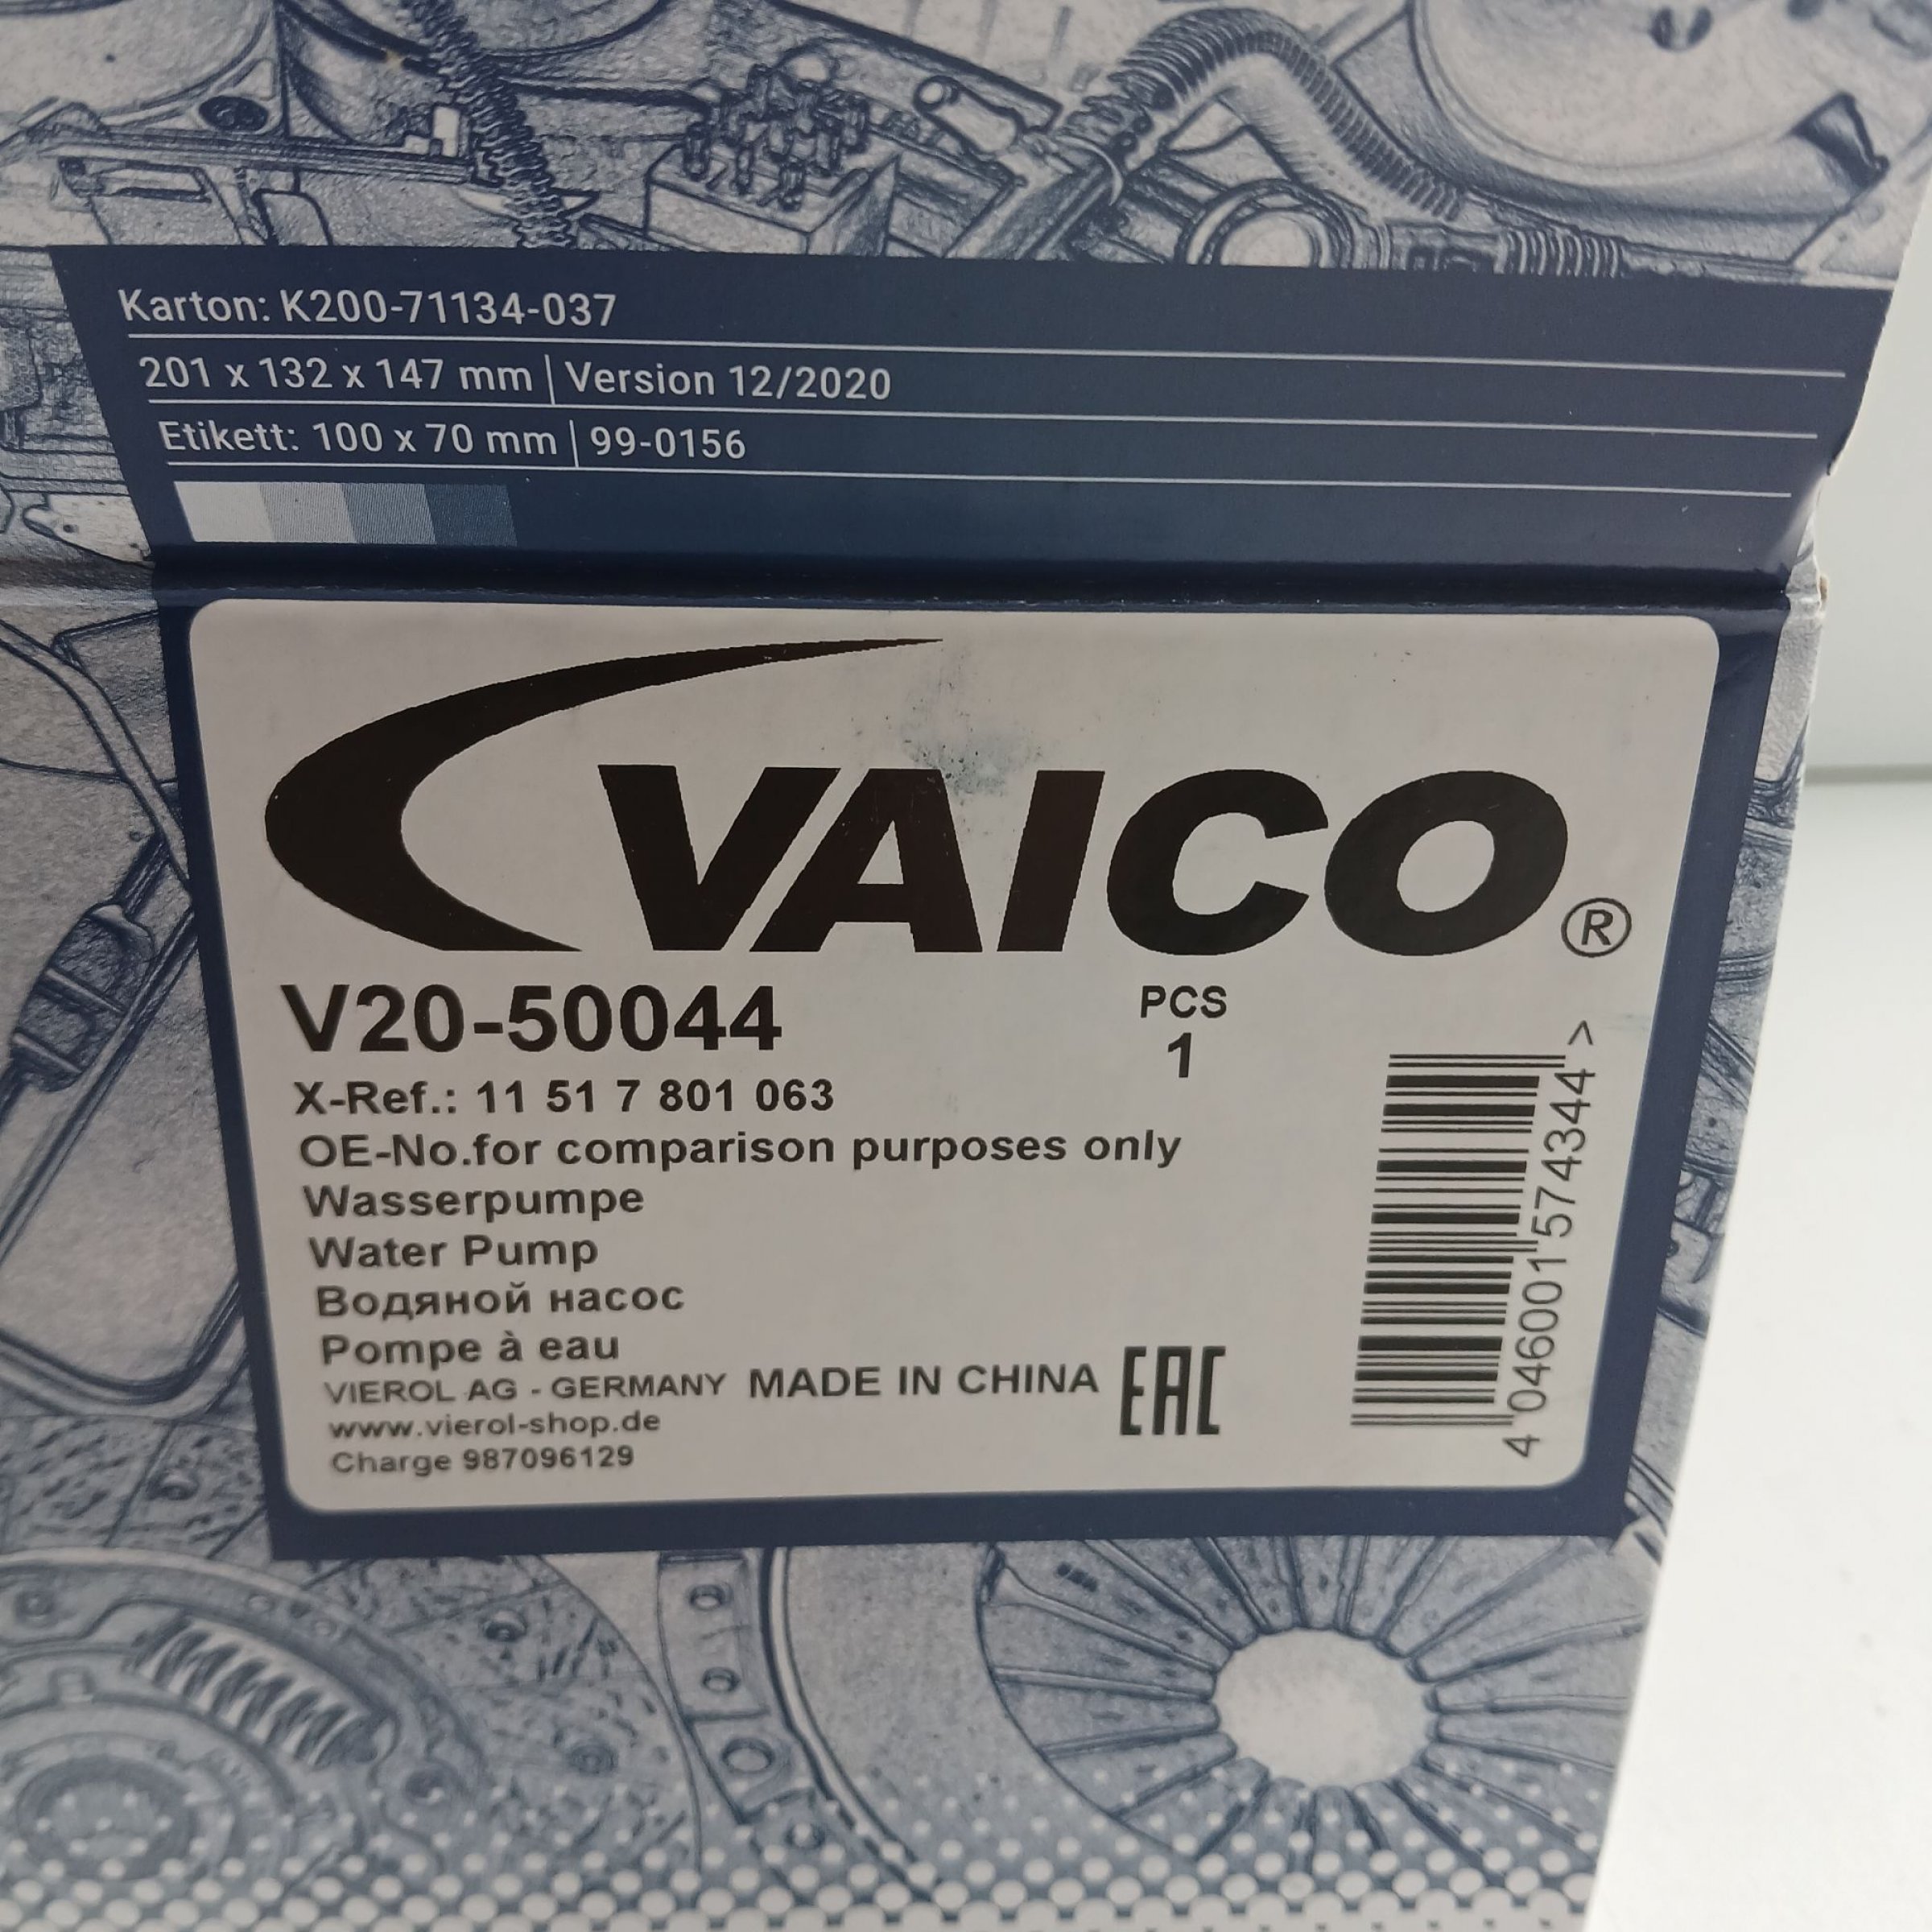 Karton: K200-71134-037
201 x 132 x 147 mm | Version 12/2020
Etikett: 100 x 70 mm | 99-0156
VAICO®
V20-50044
PCS
1
X-Ref.: 11 51 7 801 063
OE-No.for comparison purposes only
Wasserpumpe
Water Pump
Водяной насос
Pompe à eau
VIEROL AG - GERMANY MADE IN CHINA EAC
www.vierol-shop.de
Charge 987096129
4 046001 574344 >